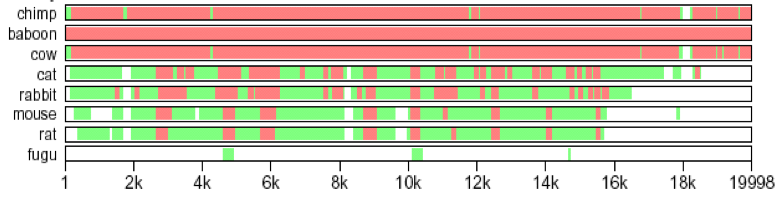 chimp
baboon
cow
cat
rabbit
mouse
rat
fugu
1 2k 4k 6k 8k 10k 12k 14k 16k 18k 19998